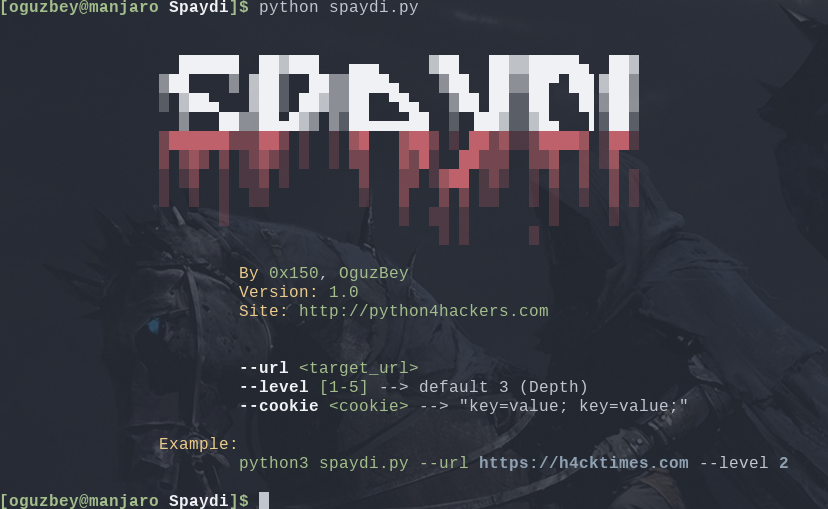 [oguzbey@manjaro Spaydi]$ python spaydi.py
SPAYDI
By 0x150, OguzBey
Version: 1.0
Site: http://python4hackers.com
--url <target_url>
--level [1-5] --> default 3 (Depth)
--cookie <cookie> --> "key=value; key=value;"
Example:
python3 spaydi.py --url https://h4cktimes.com --level 2
[oguzbey@manjaro Spaydi]$